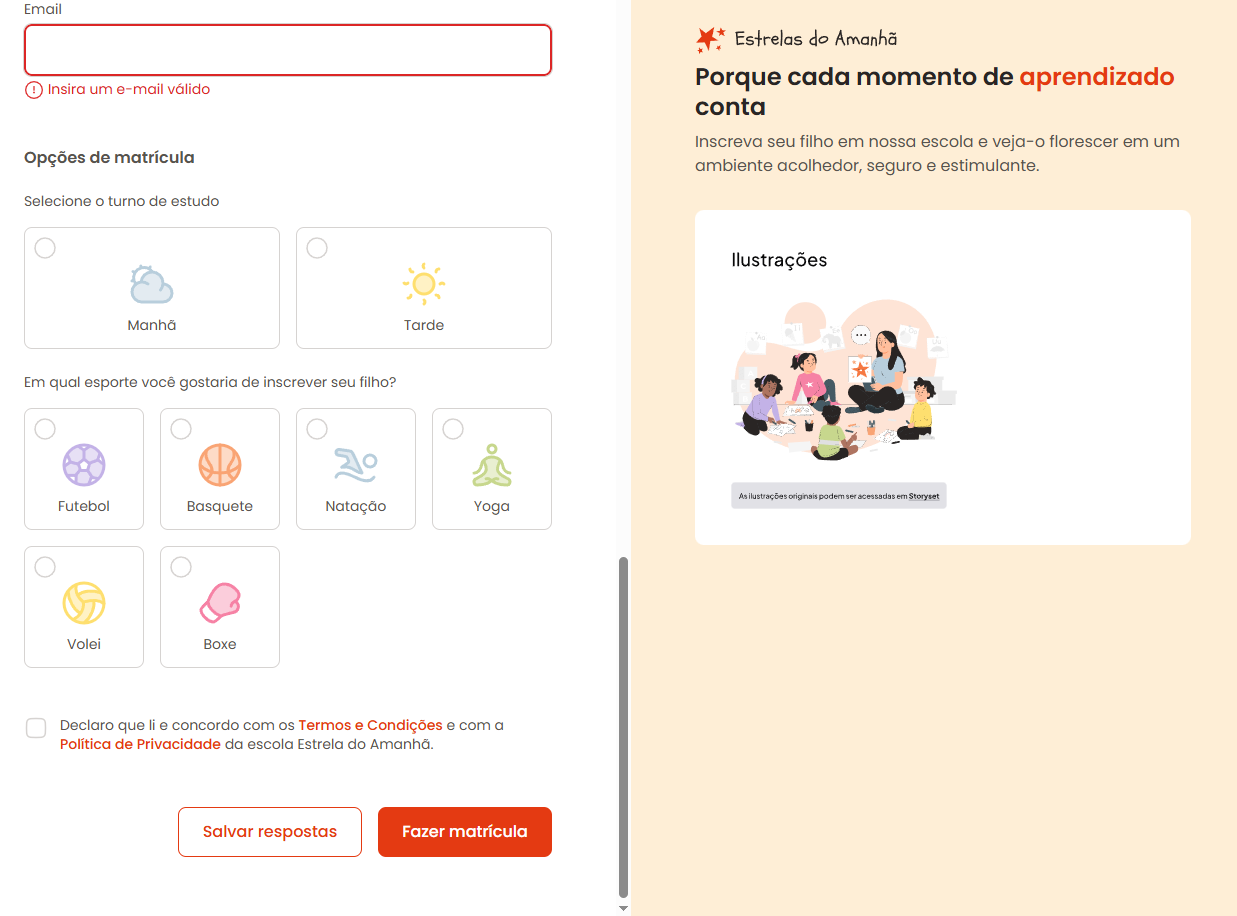 Email
Insira um e-mail válido
Opções de matrícula
Selecione o turno de estudo
Manhã
Tarde
Em qual esporte você gostaria de inscrever seu filho?
Futebol
Basquete
Natação
Yoga
Volei
Boxe
Declaro que li e concordo com os Termos e Condições e com a
Política de Privacidade da escola Estrela do Amanhã.
Salvar respostas
Fazer matrícula
Estrelas do Amanhã
Porque cada momento de aprendizado
conta
Inscreva seu filho em nossa escola e veja-o florescer em um
ambiente acolhedor, seguro e estimulante.
Ilustrações
As ilustrações originais podem ser acessadas em Storyset